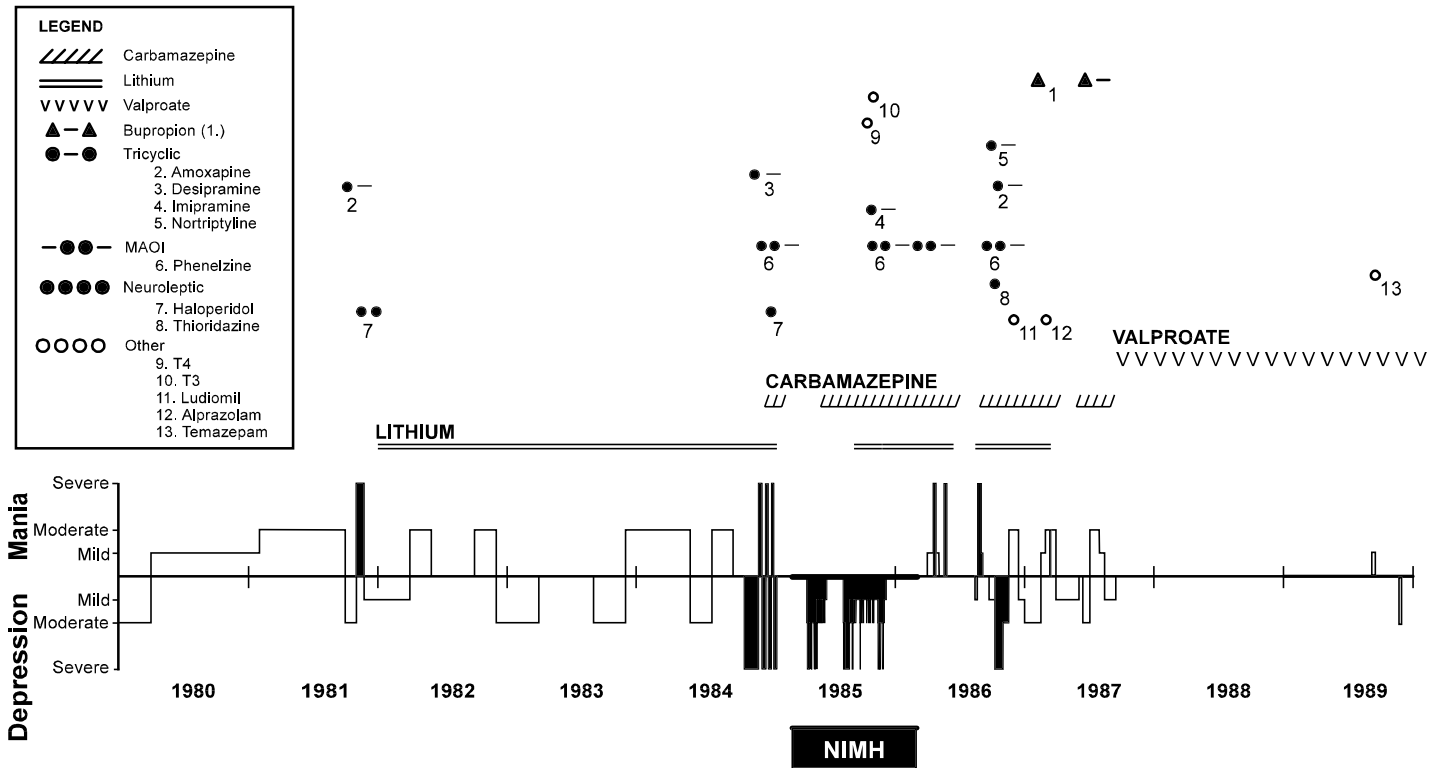 LEGEND
Carbamazepine
Lithium
V V V V V Valproate
Bupropion (1.)
Tricyclic
2. Amoxapine
3. Desipramine
4. Imipramine
5. Nortriptyline
MAOI
6. Phenelzine
Neuroleptic
7. Haloperidol
8. Thioridazine
Other
9. T4
10. T3
11. Ludiomil
12. Alprazolam
13. Temazepam
1
10
9
5
3
2
2
4
6
6
6
8
13
7
7
11
12
VALPROATE
V V V V V V V V V V V V V V V V V
CARBAMAZEPINE
LITHIUM
Mania
Severe
Moderate
Mild
Depression
Mild
Moderate
Severe
1980 1981 1982 1983 1984 1985 1986 1987 1988 1989
NIMH